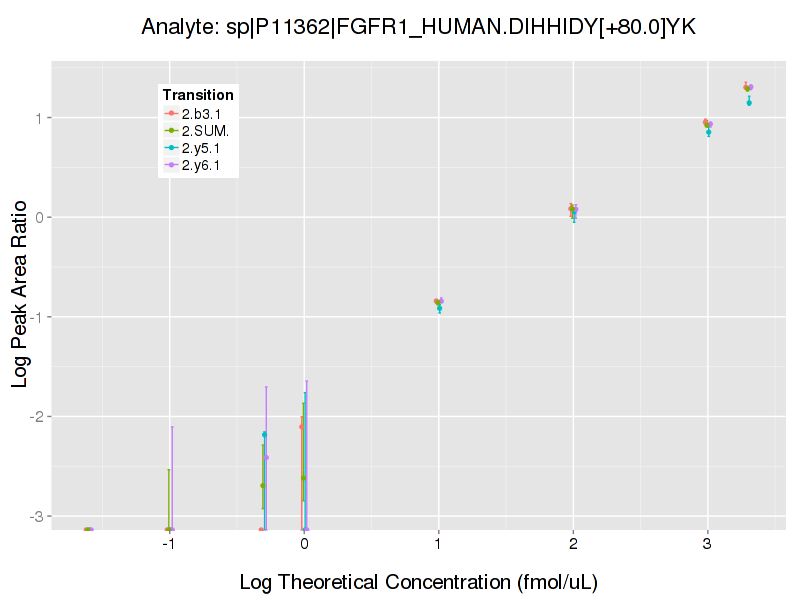 Analyte: sp|P11362|FGFR1_HUMAN.DIHHIDY[+80.0]YK
Transition
2.b3.1
2.SUM.
2.y5.1
2.y6.1
Log Peak Area Ratio
1
0
-1
-2
-3
-1
0
1
2
3
Log Theoretical Concentration (fmol/uL)